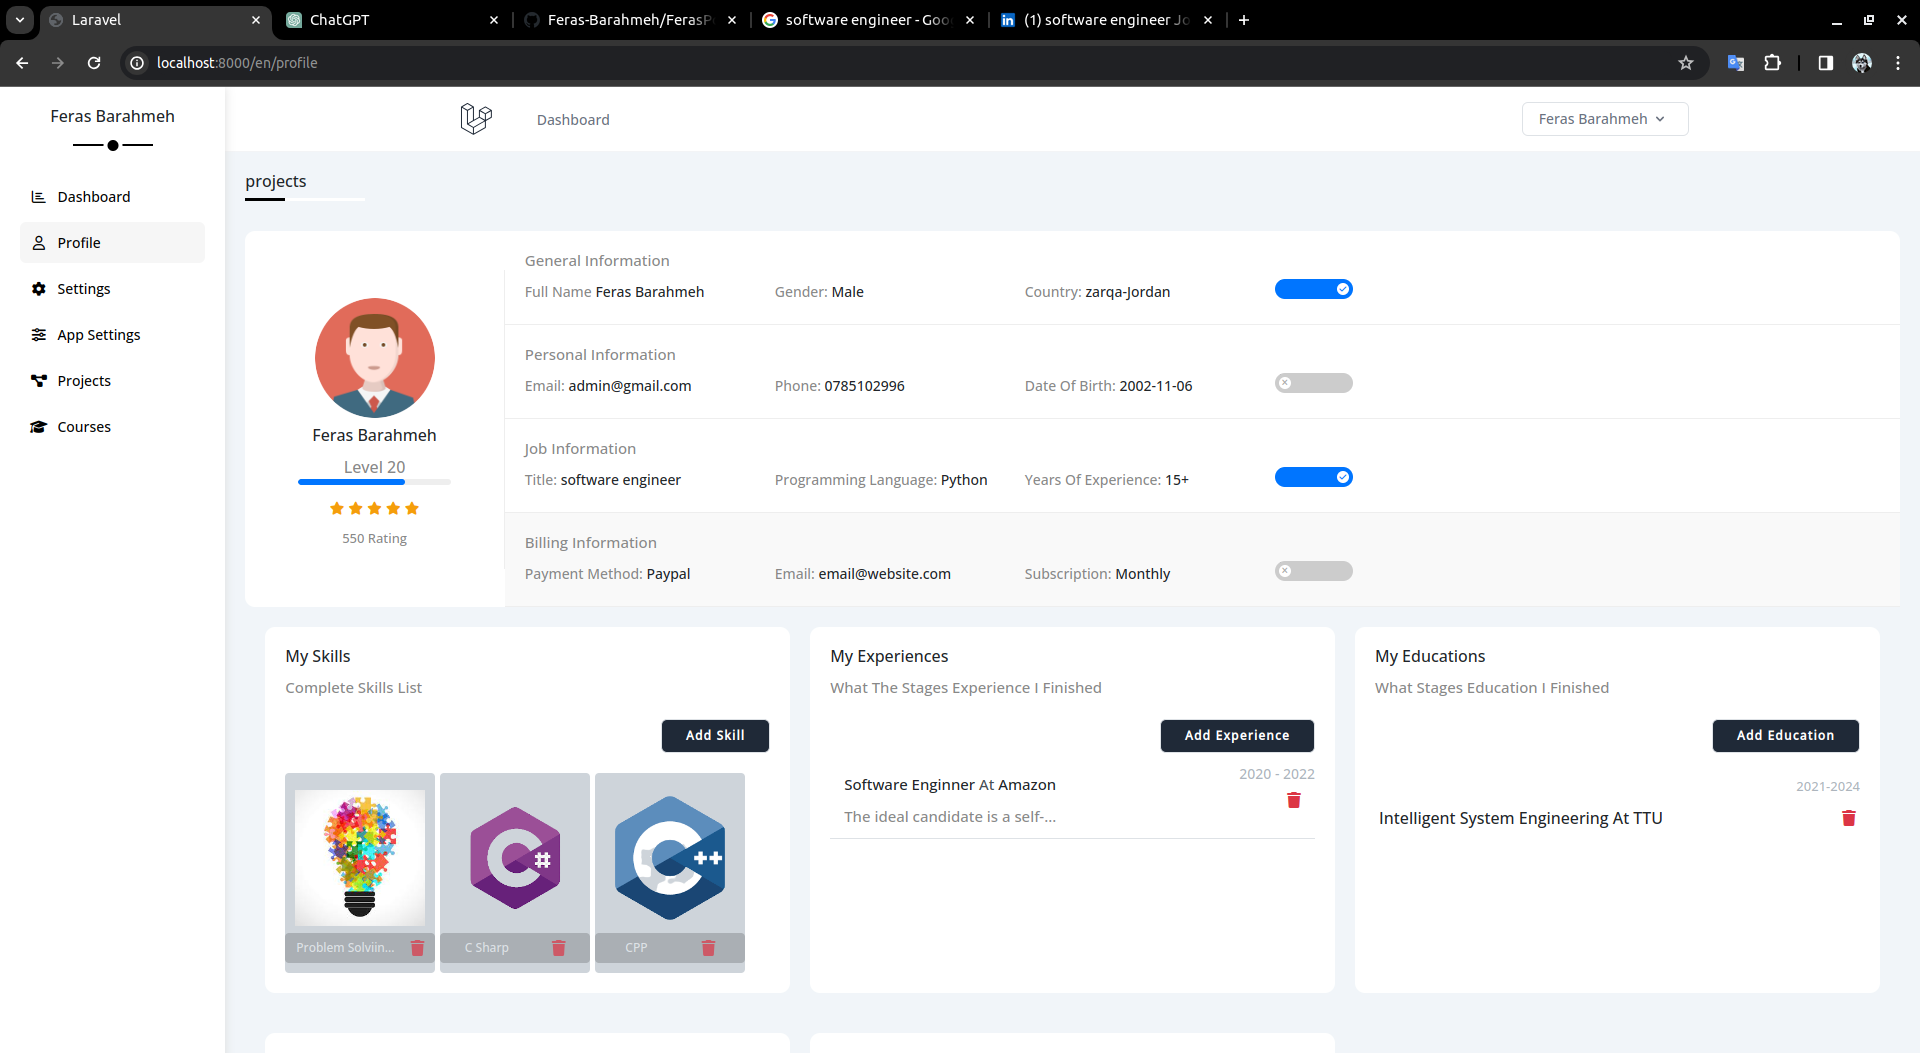 Laravel
ChatGPT
Feras-Barahmeh/FerasP
software engineer - Goo
(1) software engineer Jo
localhost:8000/en/profile
Feras Barahmeh
Dashboard
Feras Barahmeh
Dashboard
Profile
Settings
App Settings
Projects
Courses
projects
Feras Barahmeh
Level 20
550 Rating
General Information
Full Name Feras Barahmeh Gender: Male Country: zarqa-Jordan
Personal Information
Email: admin@gmail.com Phone: 0785102996 Date Of Birth: 2002-11-06
Job Information
Title: software engineer Programming Language: Python Years Of Experience: 15+
Billing Information
Payment Method: Paypal Email: email@website.com Subscription: Monthly
My Skills
Complete Skills List
Add Skill
Problem Solviin...
C Sharp
CPP
My Experiences
What The Stages Experience I Finished
Add Experience
2020 - 2022
Software Enginner At Amazon
The ideal candidate is a self-...
My Educations
What Stages Education I Finished
Add Education
2021-2024
Intelligent System Engineering At TTU